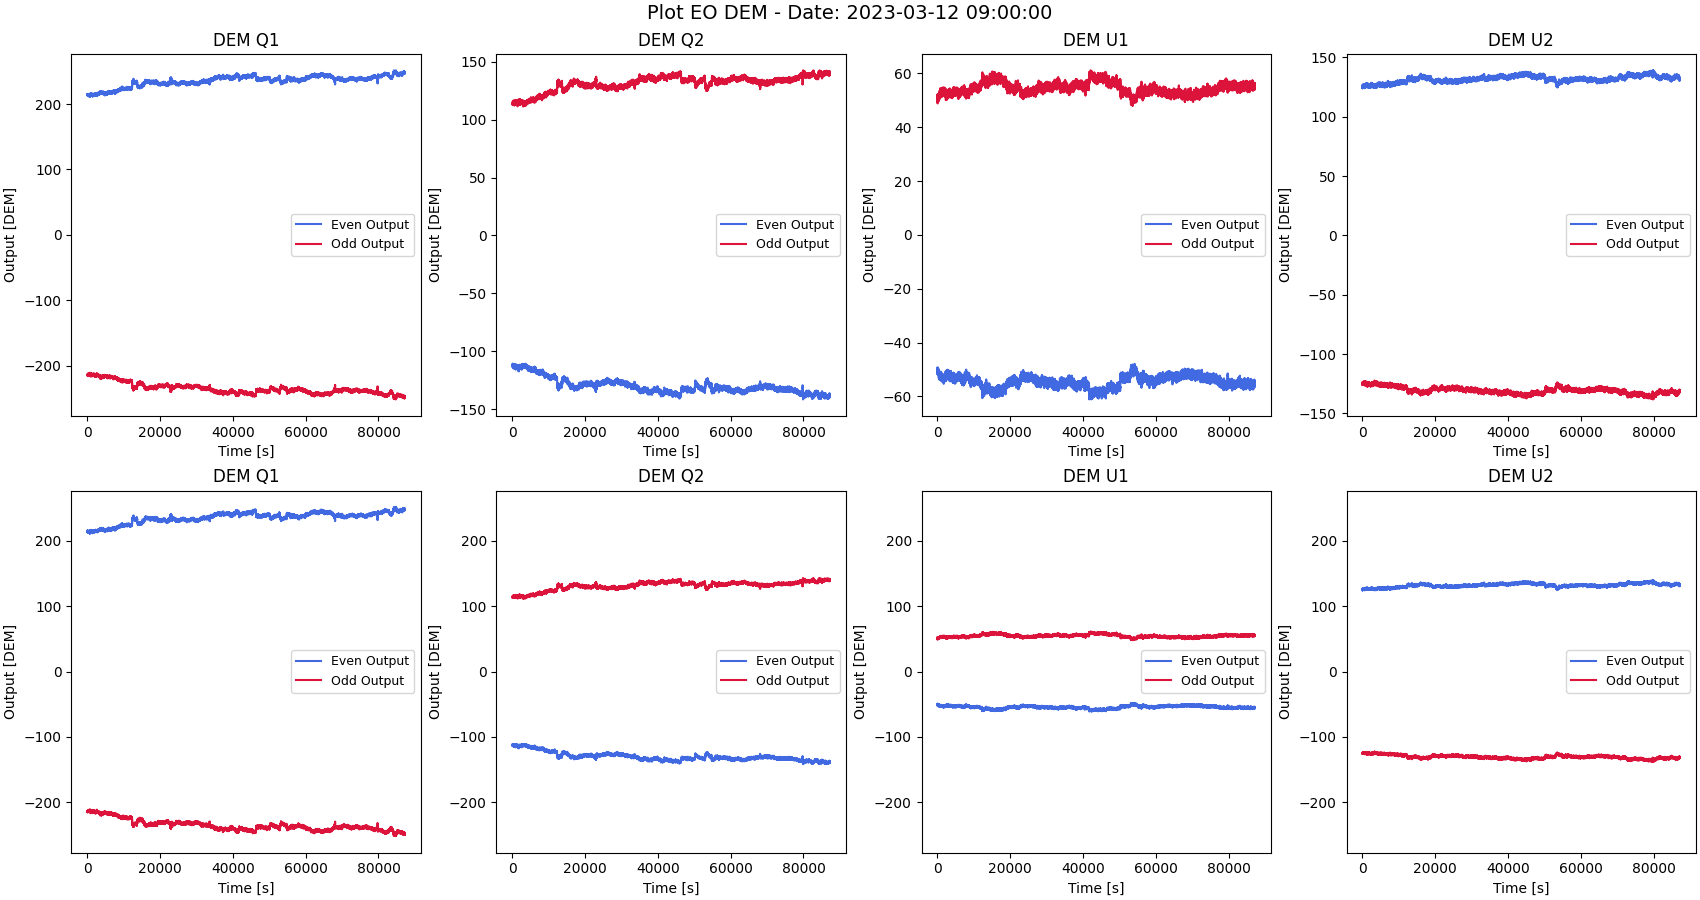 Plot EO DEM - Date: 2023-03-12 09:00:00
DEM Q1
Output [DEM]
200
100
0
−100
−200
Even Output
Odd Output
0 20000 40000 60000 80000
Time [s]
DEM Q2
Output [DEM]
150
100
50
0
−50
−100
−150
Even Output
Odd Output
0 20000 40000 60000 80000
Time [s]
DEM U1
Output [DEM]
60
40
20
0
−20
−40
−60
Even Output
Odd Output
0 20000 40000 60000 80000
Time [s]
DEM U2
Output [DEM]
150
100
50
0
−50
−100
−150
Even Output
Odd Output
0 20000 40000 60000 80000
Time [s]
DEM Q1
Output [DEM]
200
100
0
−100
−200
Even Output
Odd Output
0 20000 40000 60000 80000
Time [s]
DEM Q2
Output [DEM]
200
100
0
−100
−200
Even Output
Odd Output
0 20000 40000 60000 80000
Time [s]
DEM U1
Output [DEM]
200
100
0
−100
−200
Even Output
Odd Output
0 20000 40000 60000 80000
Time [s]
DEM U2
Output [DEM]
200
100
0
−100
−200
Even Output
Odd Output
0 20000 40000 60000 80000
Time [s]